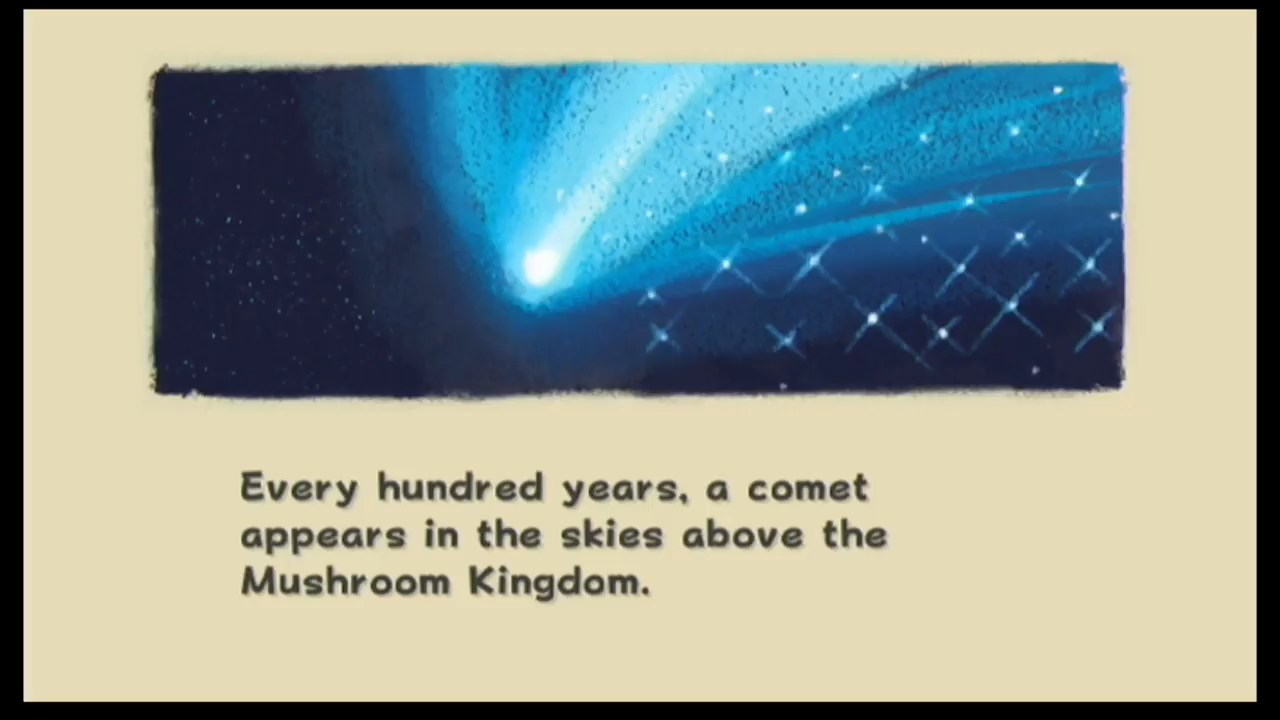 Every hundred years, a comet
appears in the skies above the
Mushroom Kingdom.